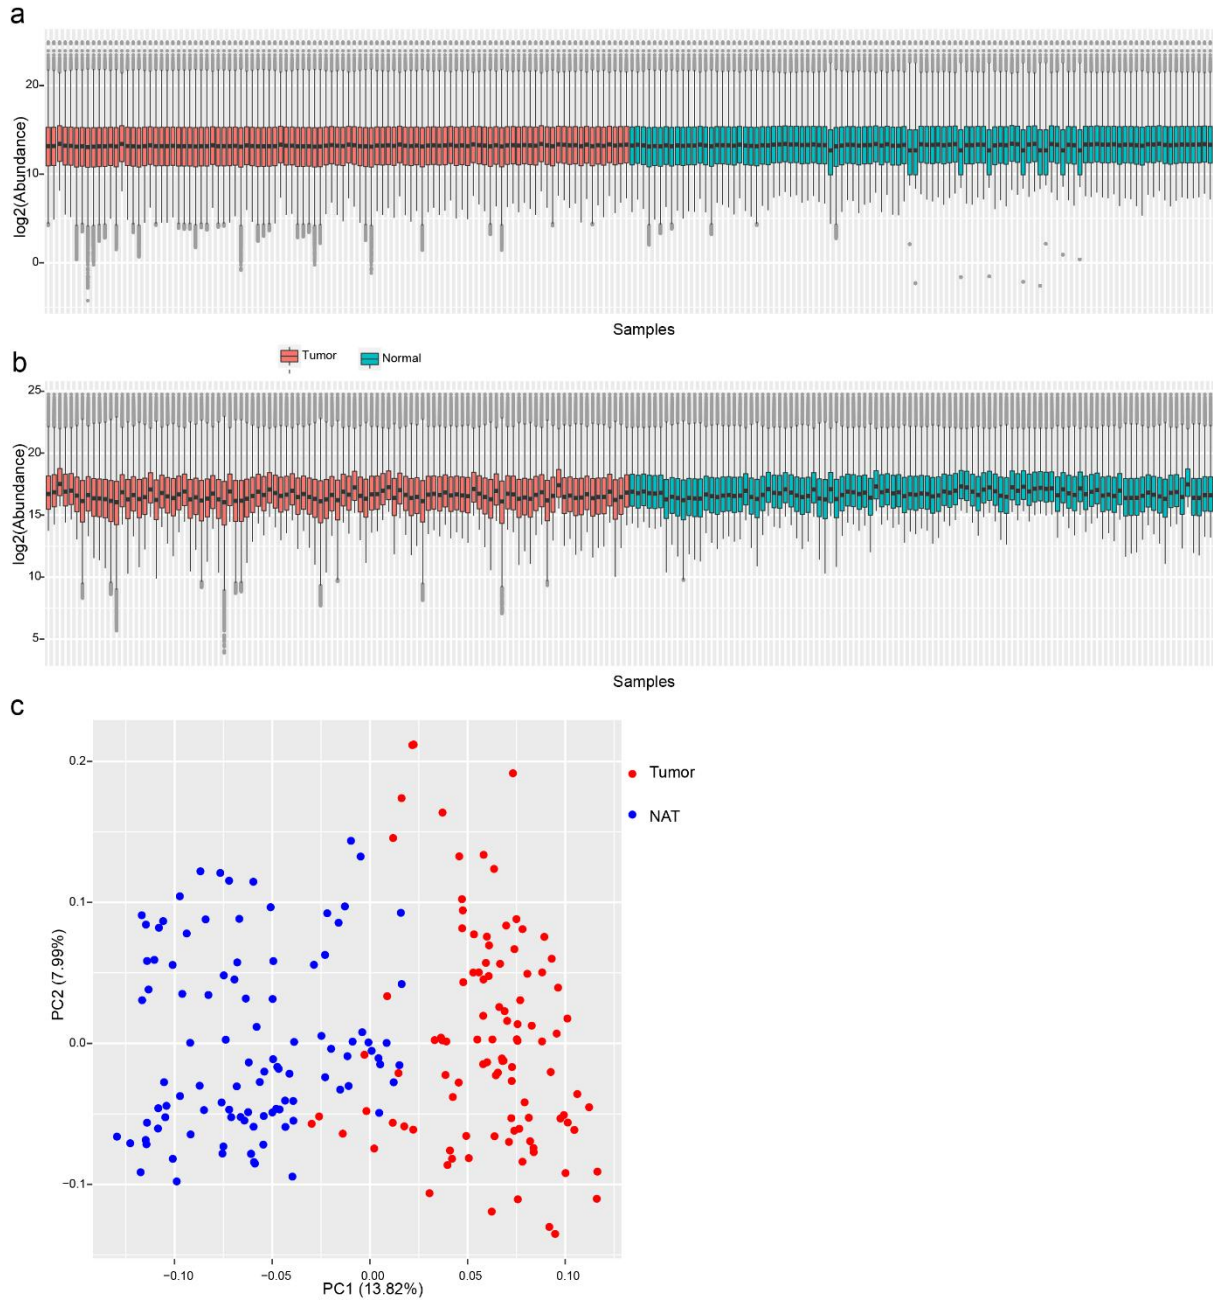 a
log2(Abundance)
20
10
0
Samples
b
Tumor Normal
log2(Abundance)
25
20
15
10
5
Samples
c
PC2 (7.99%)
0.2
0.1
0.0
−0.1
−0.10 −0.05 0.00 0.05 0.10
PC1 (13.82%)
Tumor
NAT